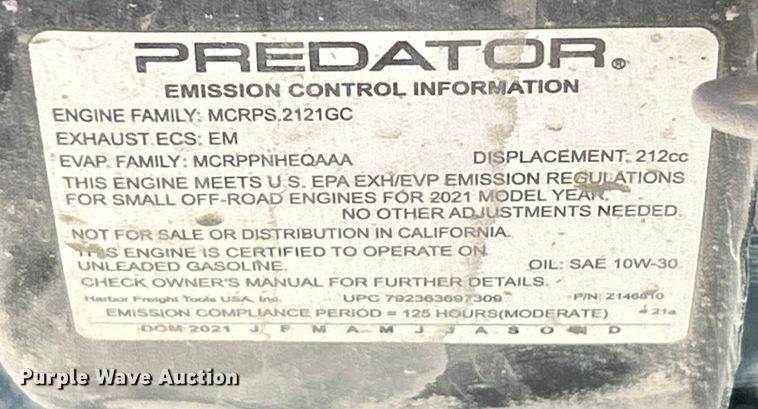 PREDATOR®
EMISSION CONTROL INFORMATION
ENGINE FAMILY: MCRPS.2121GC
EXHAUST ECS: EM
EVAP. FAMILY: MCRPPNHEQAAA DISPLACEMENT: 212cc
THIS ENGINE MEETS U.S. EPA EXH/EVP EMISSION REGULATIONS
FOR SMALL OFF-ROAD ENGINES FOR 2021 MODEL YEAR.
NO OTHER ADJUSTMENTS NEEDED.
NOT FOR SALE OR DISTRIBUTION IN CALIFORNIA.
THIS ENGINE IS CERTIFIED TO OPERATE ON
UNLEADED GASOLINE. OIL: SAE 10W-30
CHECK OWNER'S MANUAL FOR FURTHER DETAILS.
Harbor Freight Tools USA, Inc. UPC 792363697309 P/N:
EMISSION COMPLIANCE PERIOD = 125 HOURS(MODERATE) 21a
DOM 2021 J F M A M J J A S O N D
Purple Wave Auction